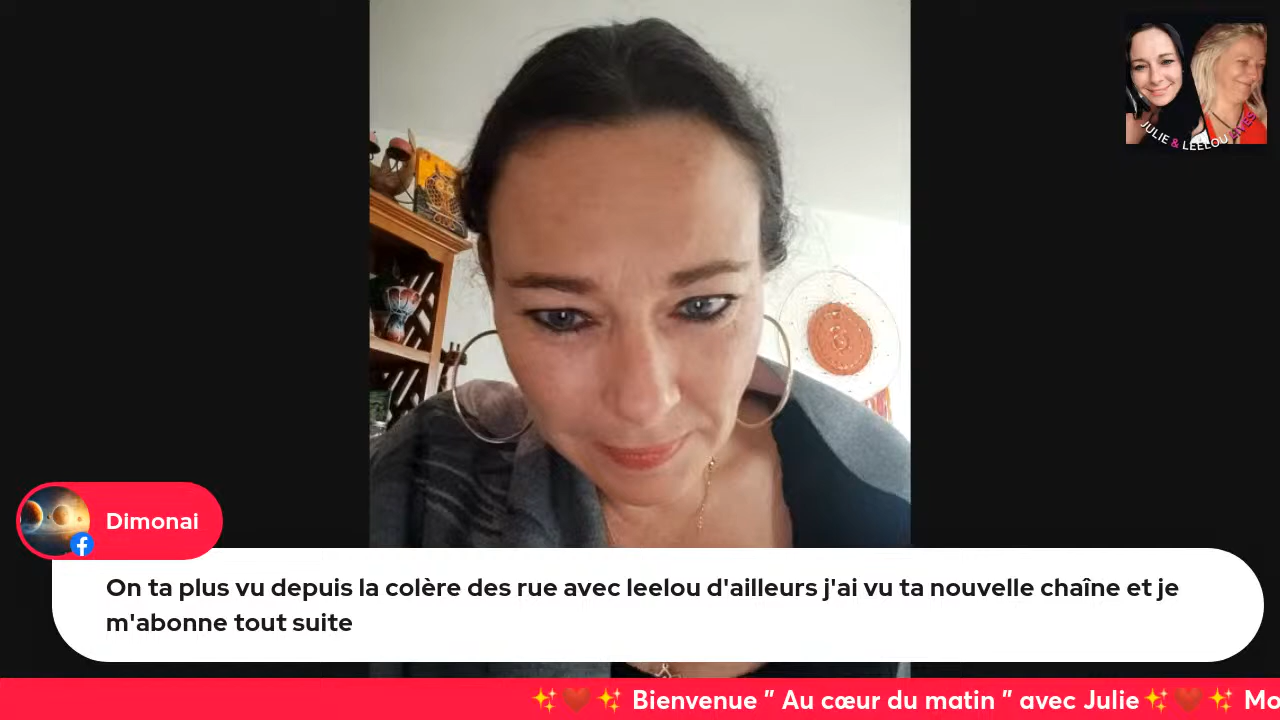 JULIE & LEELOU LIVES
Dimonai
On ta plus vu depuis la colère des rue avec leelou d'ailleurs j'ai vu ta nouvelle chaîne et je
m'abonne tout suite
✨❤️✨ Bienvenue " Au cœur du matin " avec Julie✨❤️✨ Mo